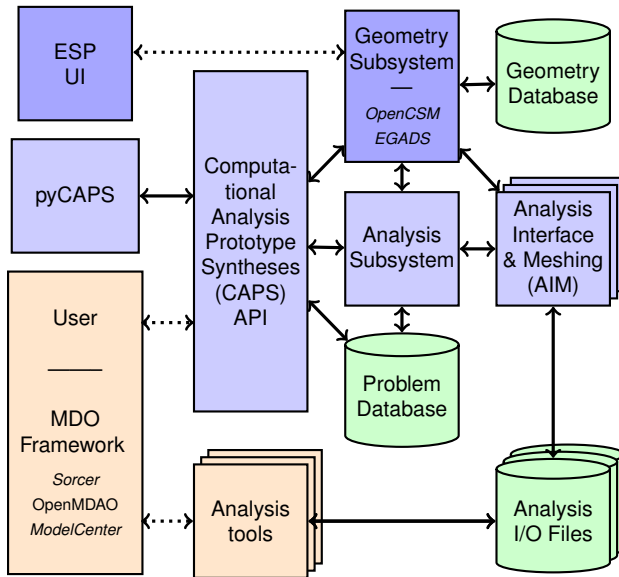 ESP
UI
Geometry
Subsystem
—
OpenCSM
EGADS
Geometry
Database
pyCAPS
Computa-
tional
Analysis
Prototype
Syntheses
(CAPS)
API
Analysis
Subsystem
Analysis
Interface
& Meshing
(AIM)
User
MDO
Framework
Sorcer
OpenMDAO
ModelCenter
Problem
Database
Analysis
tools
Analysis
I/O Files